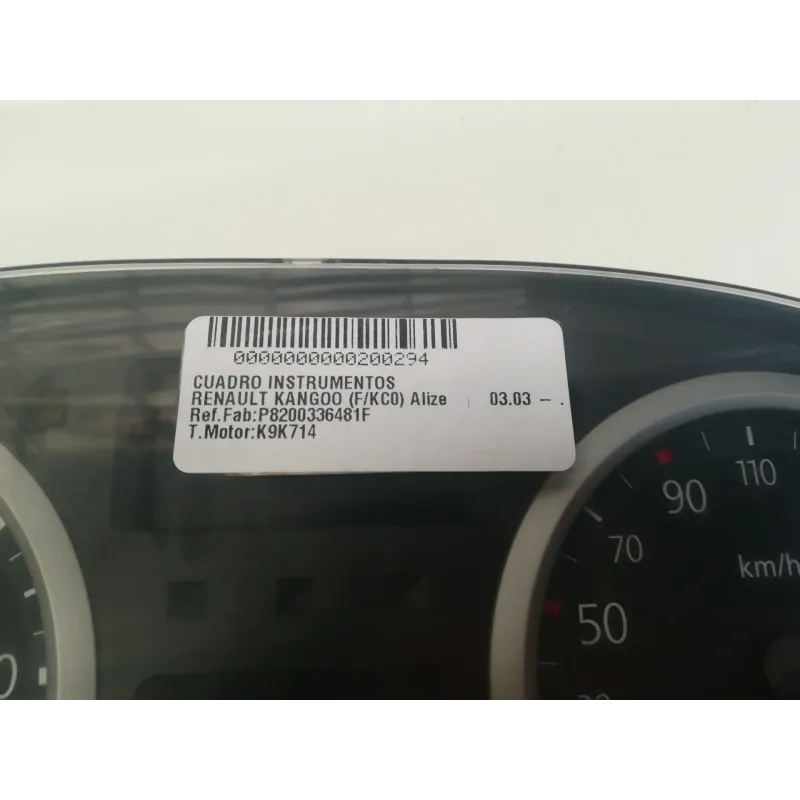 0000000000200294
CUADRO INSTRUMENTOS
RENAULT KANGOO (F/KC0) Alize | 03.03 – .
Ref.Fab:P8200336481F
T.Motor:K9K714
110
90
70
km/h
50
0